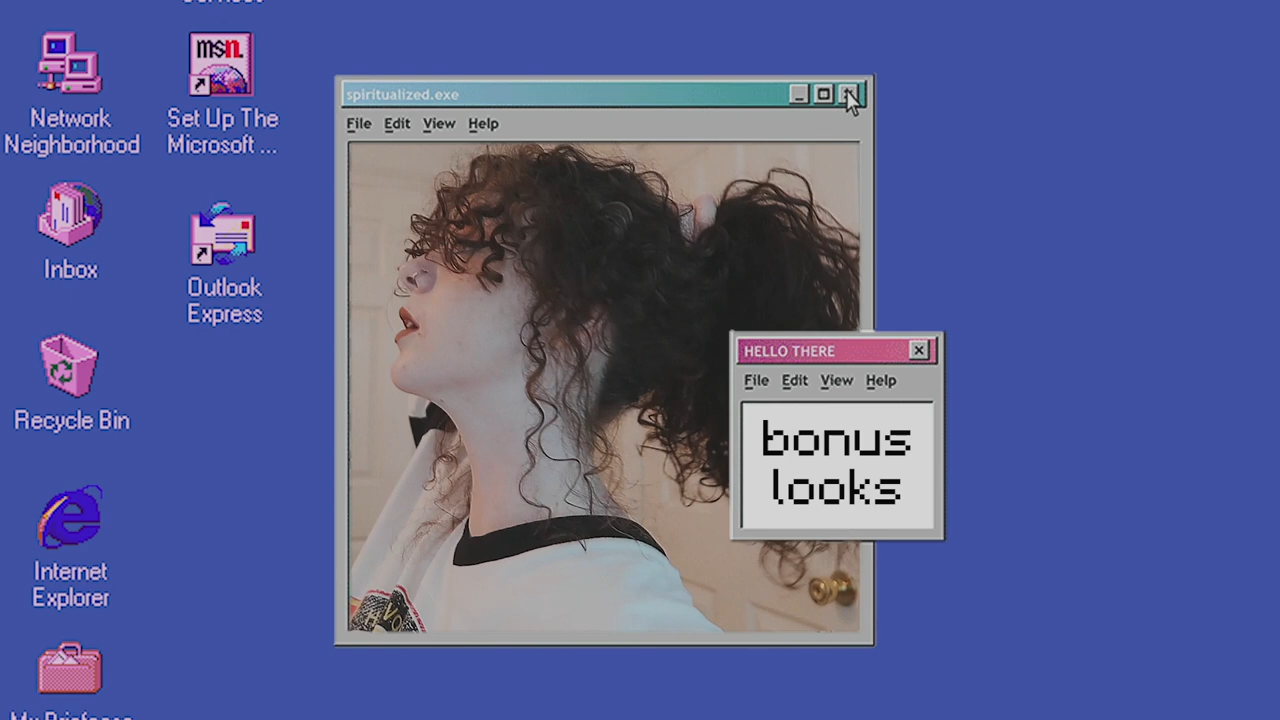 Network
Neighborhood
msn.
Set Up The
Microsoft ...
Inbox
Outlook
Express
Recycle Bin
Internet
Explorer
spiritualized.exe
File Edit View Help
HELLO THERE
File Edit View Help
bonus
looks